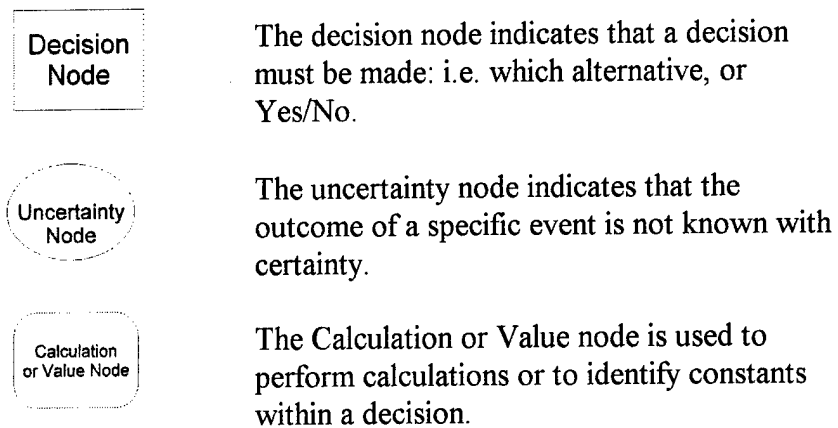 Decision
Node
The decision node indicates that a decision
must be made: i.e. which alternative, or
Yes/No.
Uncertainty
Node
The uncertainty node indicates that the
outcome of a specific event is not known with
certainty.
Calculation
or Value Node
The Calculation or Value node is used to
perform calculations or to identify constants
within a decision.